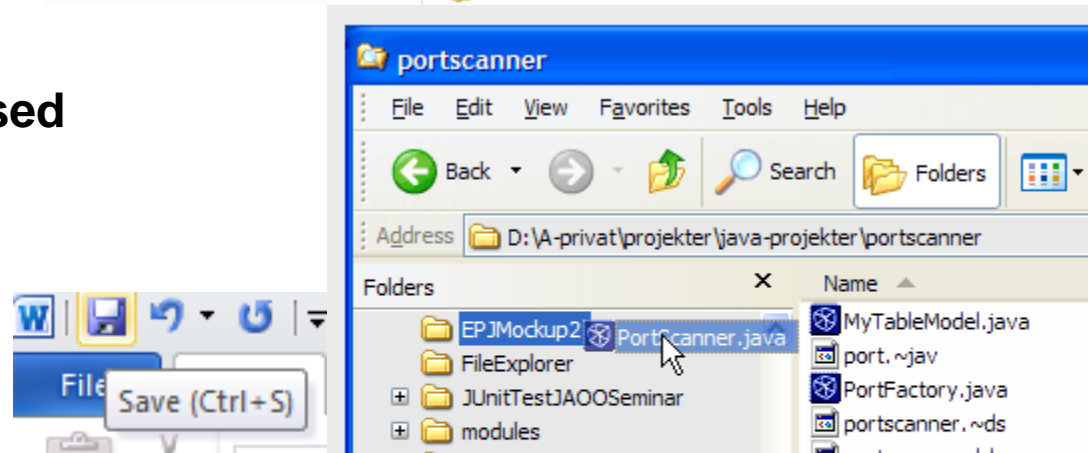 sed
portscanner
File Edit View Favorites Tools Help
Back Search Folders
Address D:\A-privat\projekter\java-projekter\portscanner
Folders X Name
EPJMockup2 PortScanner.java
FileExplorer
JUnitTestJAOOSeminar
modules
MyTableModel.java
port.~jav
PortFactory.java
portscanner.~ds
W
File
Save (Ctrl+S)